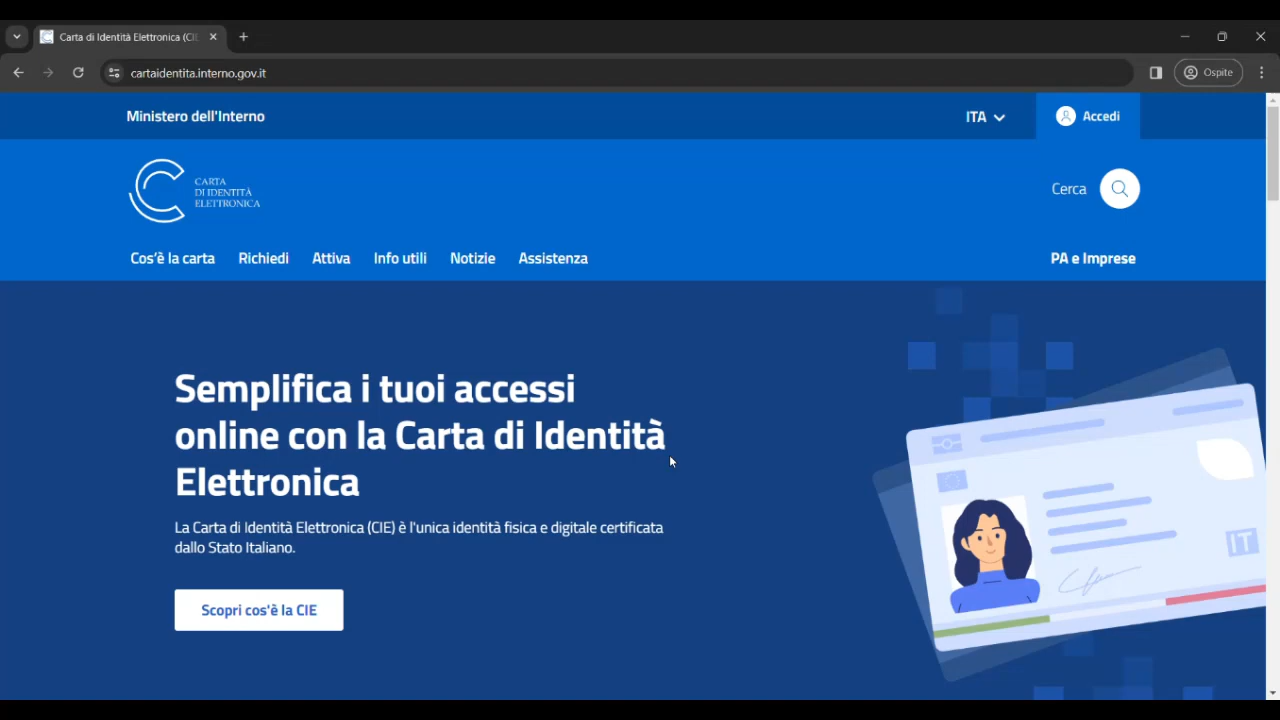 Carta di Identità Elettronica (CIE
cartaidentita.interno.gov.it
Ospite
Ministero dell'Interno
ITA
Accedi
CARTA
DI IDENTITÀ
ELETTRONICA
Cerca
Cos'è la carta
Richiedi
Attiva
Info utili
Notizie
Assistenza
PA e Imprese
Semplifica i tuoi accessi
online con la Carta di Identità
Elettronica
La Carta di Identità Elettronica (CIE) è l'unica identità fisica e digitale certificata
dallo Stato Italiano.
Scopri cos'è la CIE
IT